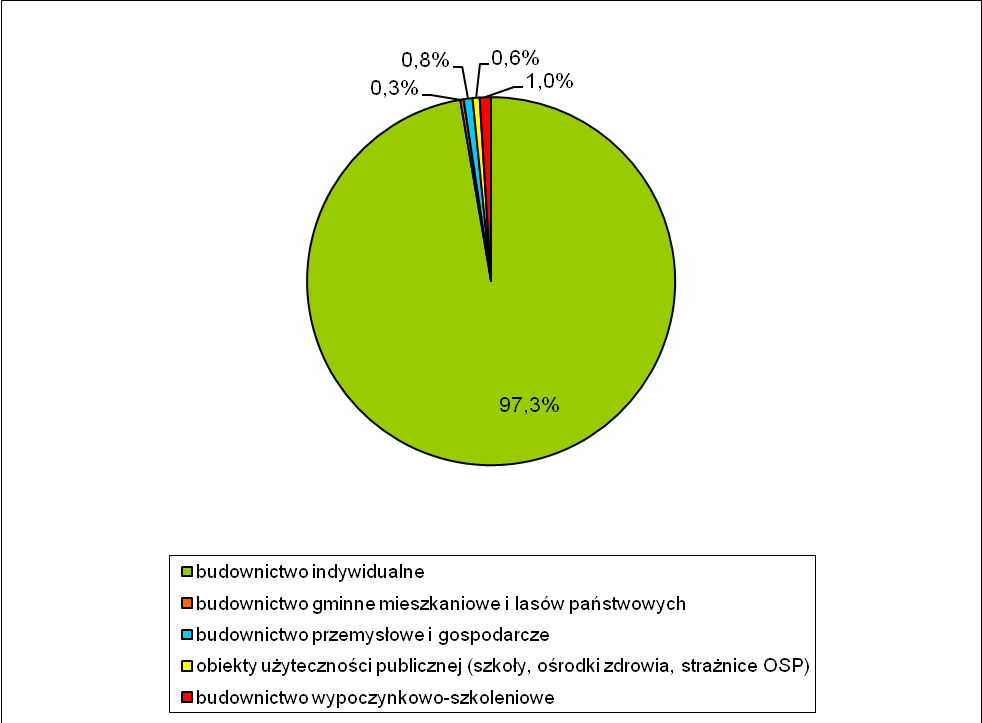 0,8%
0,6%
0,3%
1,0%
97,3%
budownictwo indywidualne
budownictwo gminne mieszkaniowe i lasów państwowych
budownictwo przemysłowe i gospodarcze
obiekty użyteczności publicznej (szkoły, ośrodki zdrowia, strażnice OSP)
budownictwo wypoczynkowo-szkoleniowe